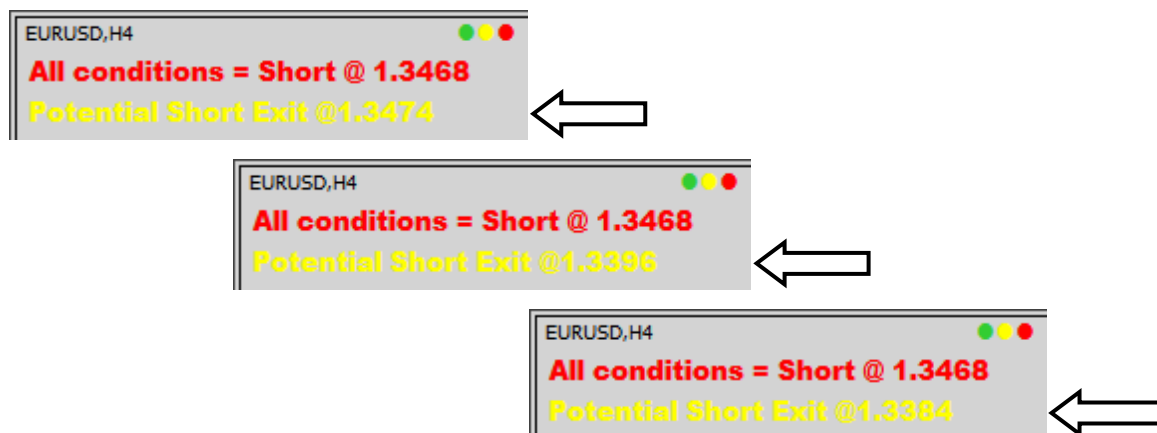 EURUSD,H4
All conditions = Short @ 1.3468
Potential Short Exit @1.3474
EURUSD,H4
All conditions = Short @ 1.3468
Potential Short Exit @1.3396
EURUSD,H4
All conditions = Short @ 1.3468
Potential Short Exit @1.3384